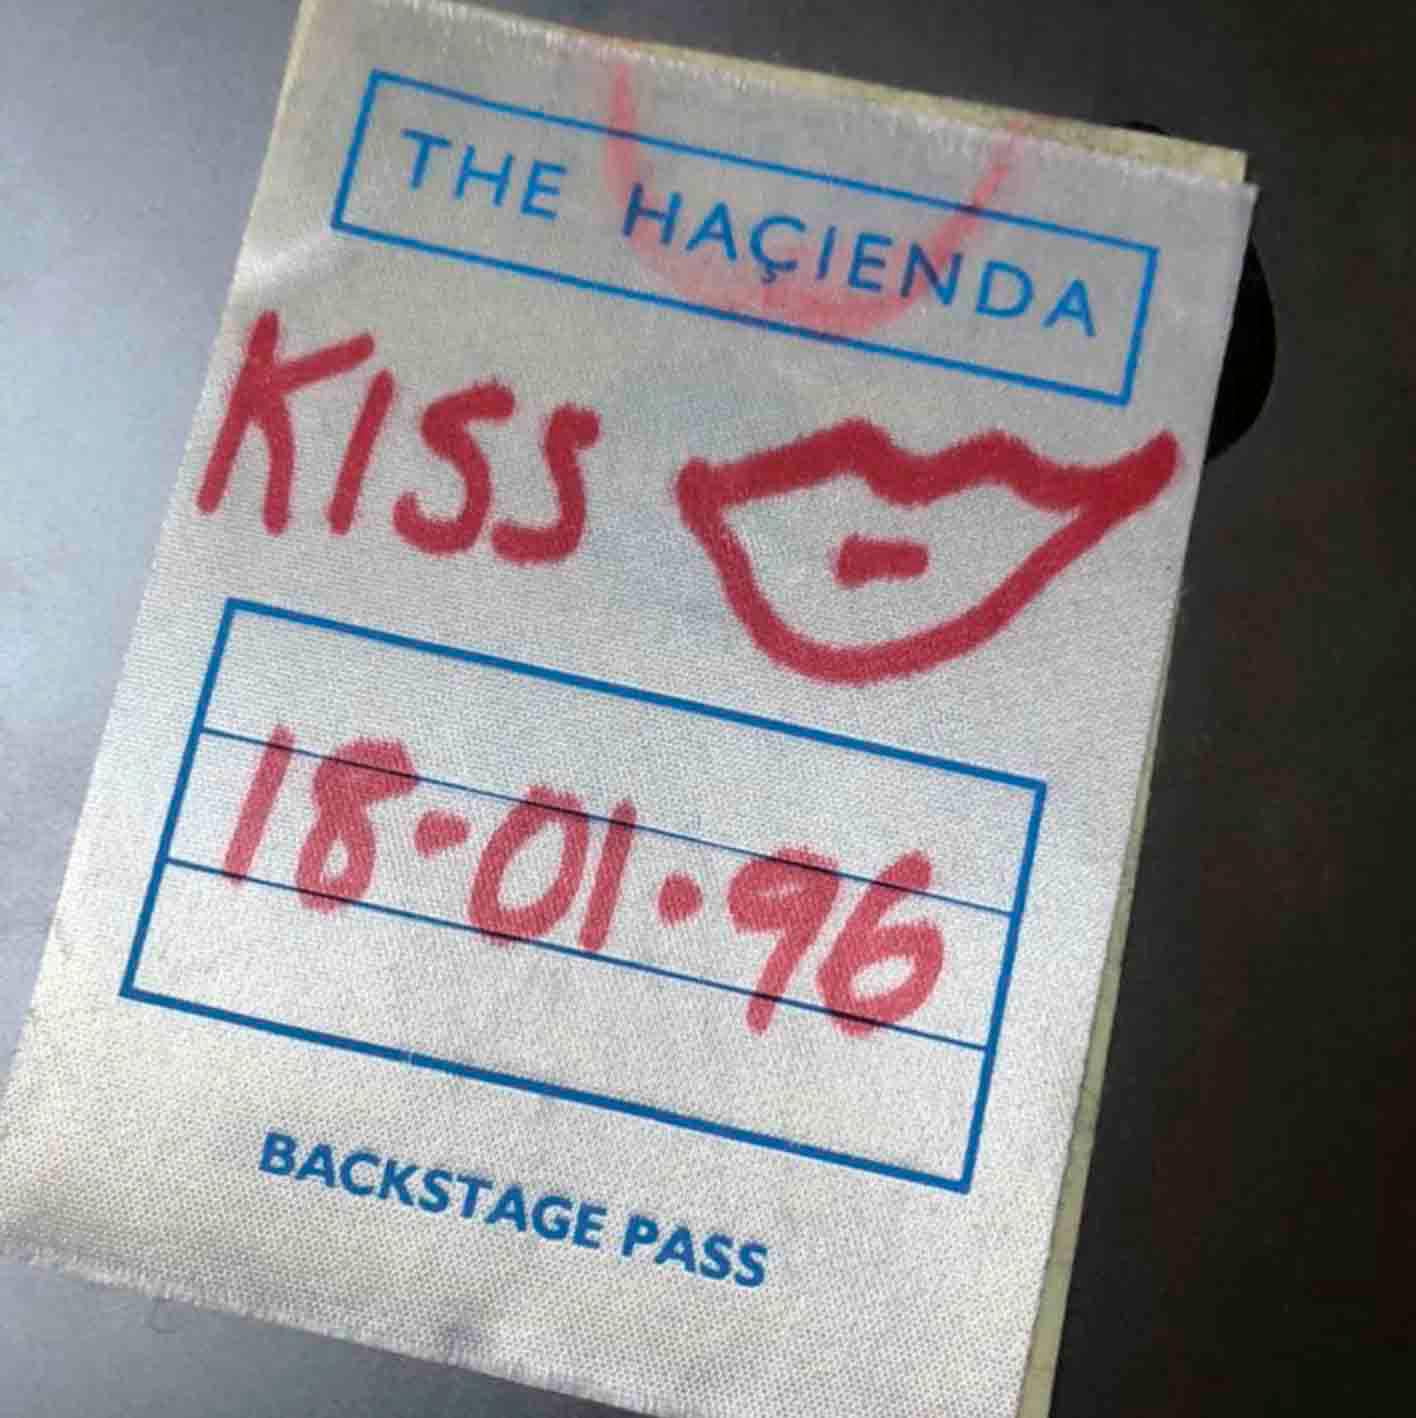 THE HAÇIENDA
KISS
18-01·96
BACKSTAGE PASS